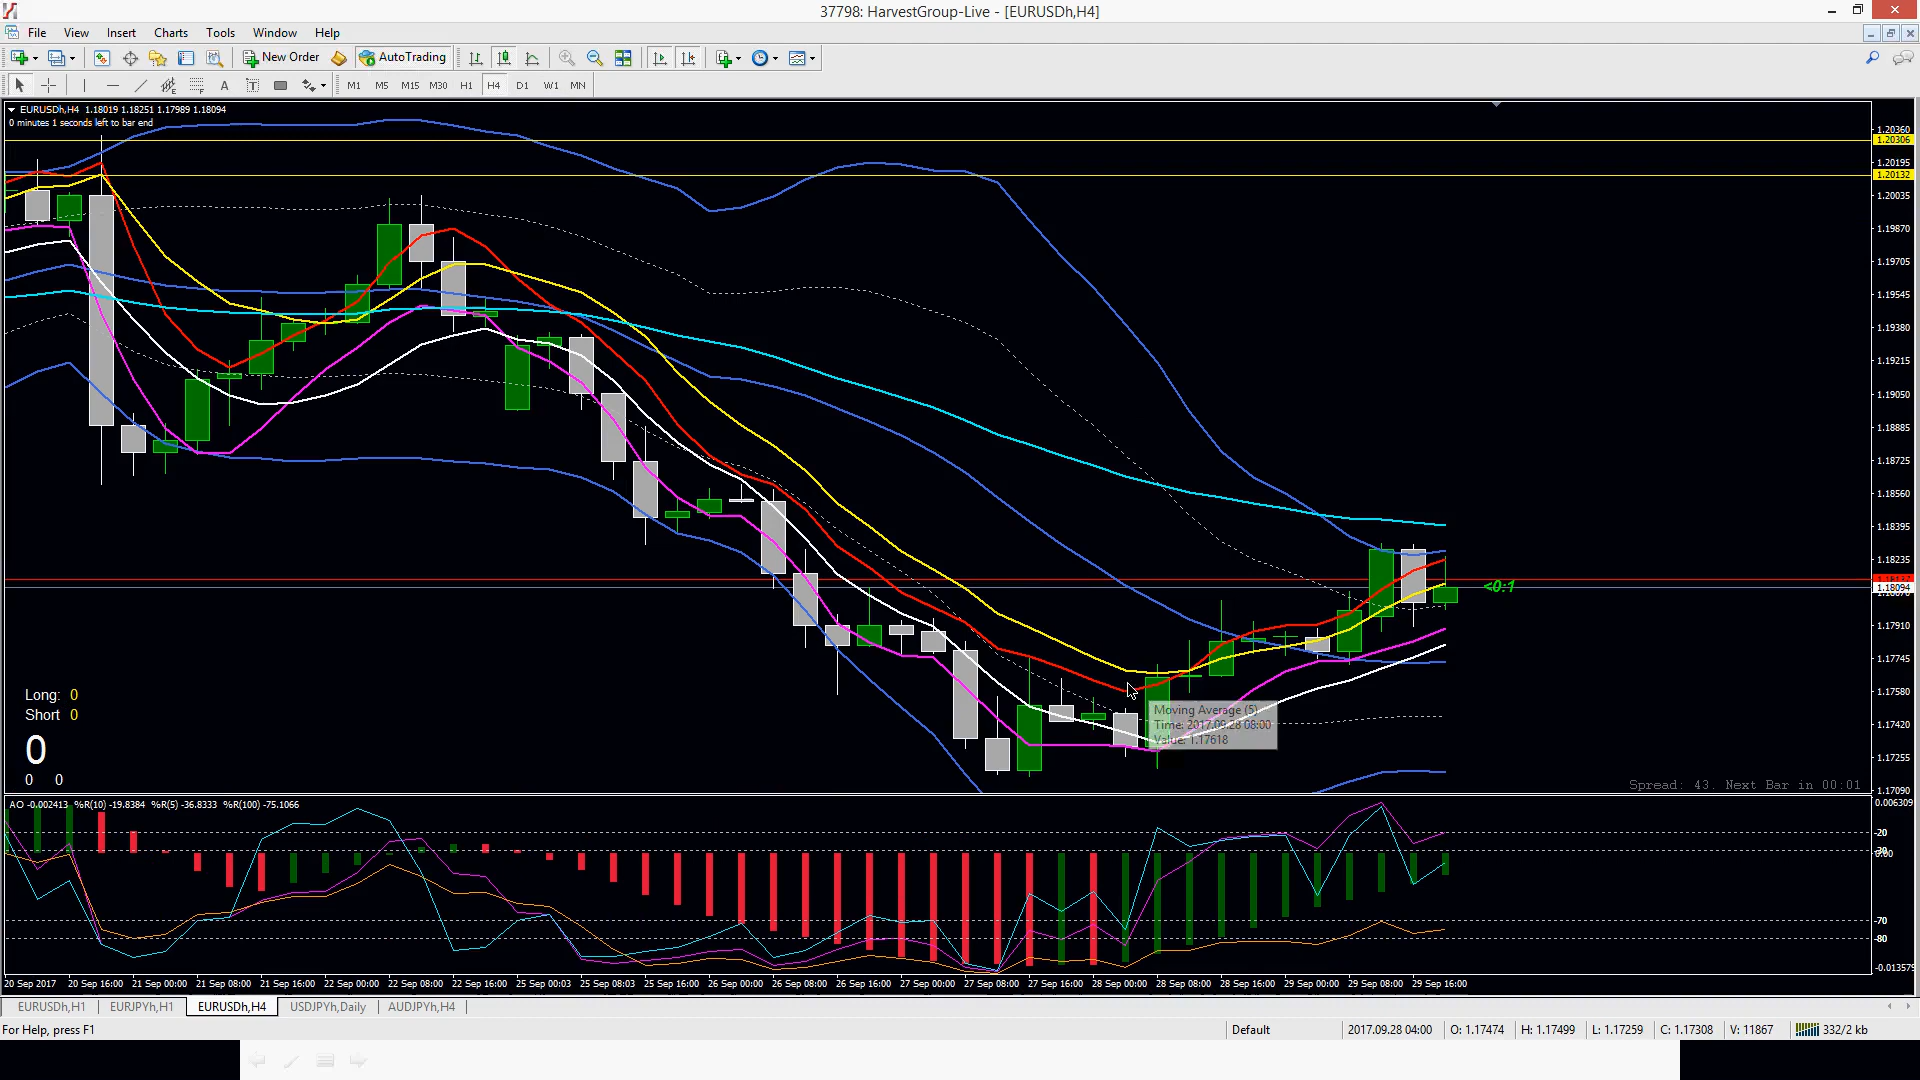 37798: HarvestGroup-Live - [EURUSDh,H4]
File View Insert Charts Tools Window Help
New Order AutoTrading
A T M1 M5 M15 M30 H1 H4 D1 W1 MN
EURUSDh,H4 1.18019 1.18251 1.17989 1.18094
0 minutes 1 seconds left to bar end
1.20360
1.20306
1.20195
1.20132
1.20035
1.19870
1.19705
1.19545
1.19380
1.19215
1.19050
1.18885
1.18725
1.18560
1.18395
1.18235
<0:1
1.18094
1.17910
1.17745
1.17580
1.17420
1.17255
1.17090
Long: 0
Short 0
0
0 0
Moving Average (5)
Time: 2017.09.28 08:00
Value: 1.17618
Spread: 43. Next Bar in 00:01
AO -0.002413 %R(10) -19.8384 %R(5) -36.8333 %R(100) -75.1066
0.006309
-20
0.00
-70
-80
-0.013579
20 Sep 2017 20 Sep 16:00 21 Sep 00:00 21 Sep 08:00 21 Sep 16:00 22 Sep 00:00 22 Sep 08:00 22 Sep 16:00 25 Sep 00:03 25 Sep 08:03 25 Sep 16:00 26 Sep 00:00 26 Sep 08:00 26 Sep 16:00 27 Sep 00:00 27 Sep 08:00 27 Sep 16:00 28 Sep 00:00 28 Sep 08:00 28 Sep 16:00 29 Sep 00:00 29 Sep 08:00 29 Sep 16:00
EURUSDh,H1 EURJPYh,H1 EURUSDh,H4 USDJPYh,Daily AUDJPYh,H4
For Help, press F1 Default 2017.09.28 04:00 O: 1.17474 H: 1.17499 L: 1.17259 C: 1.17308 V: 11867 332/2 kb